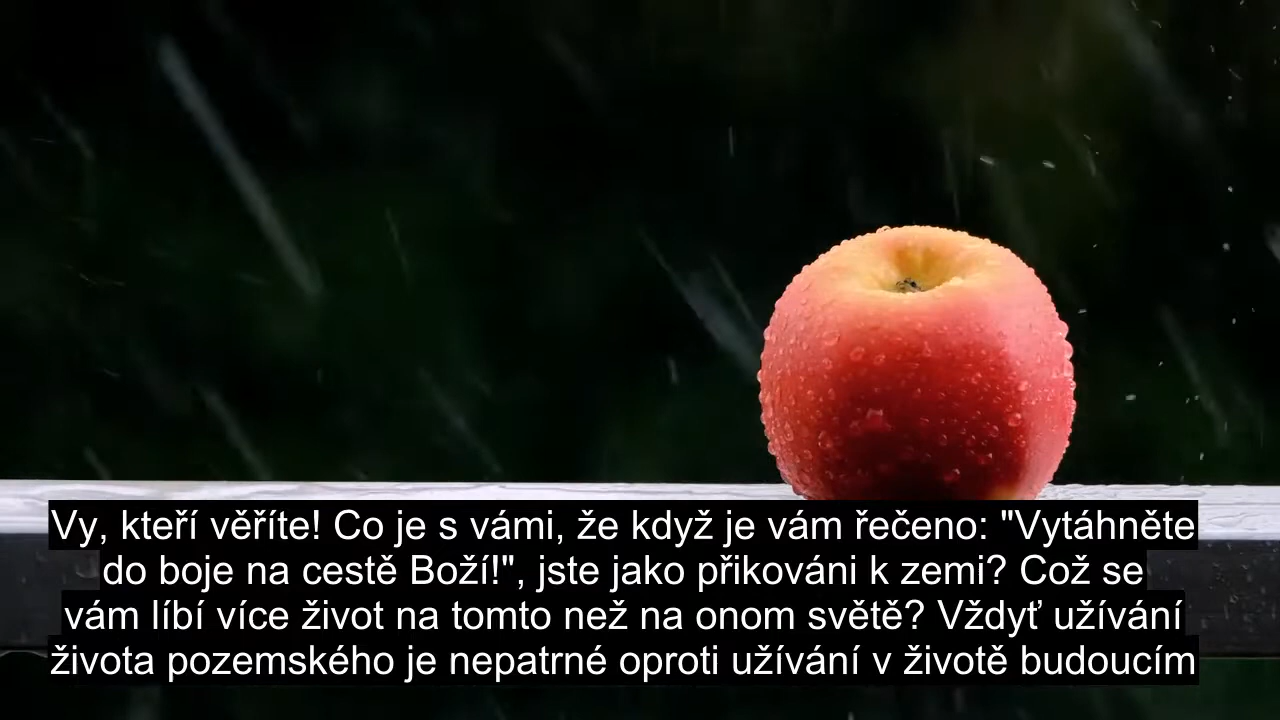 Vy, kteří věříte! Co je s vámi, že když je vám řečeno: "Vytáhněte
do boje na cestě Boží!", jste jako přikováni k zemi? Což se
vám líbí více život na tomto než na onom světě? Vždyť užívání
života pozemského je nepatrné oproti užívání v životě budoucím